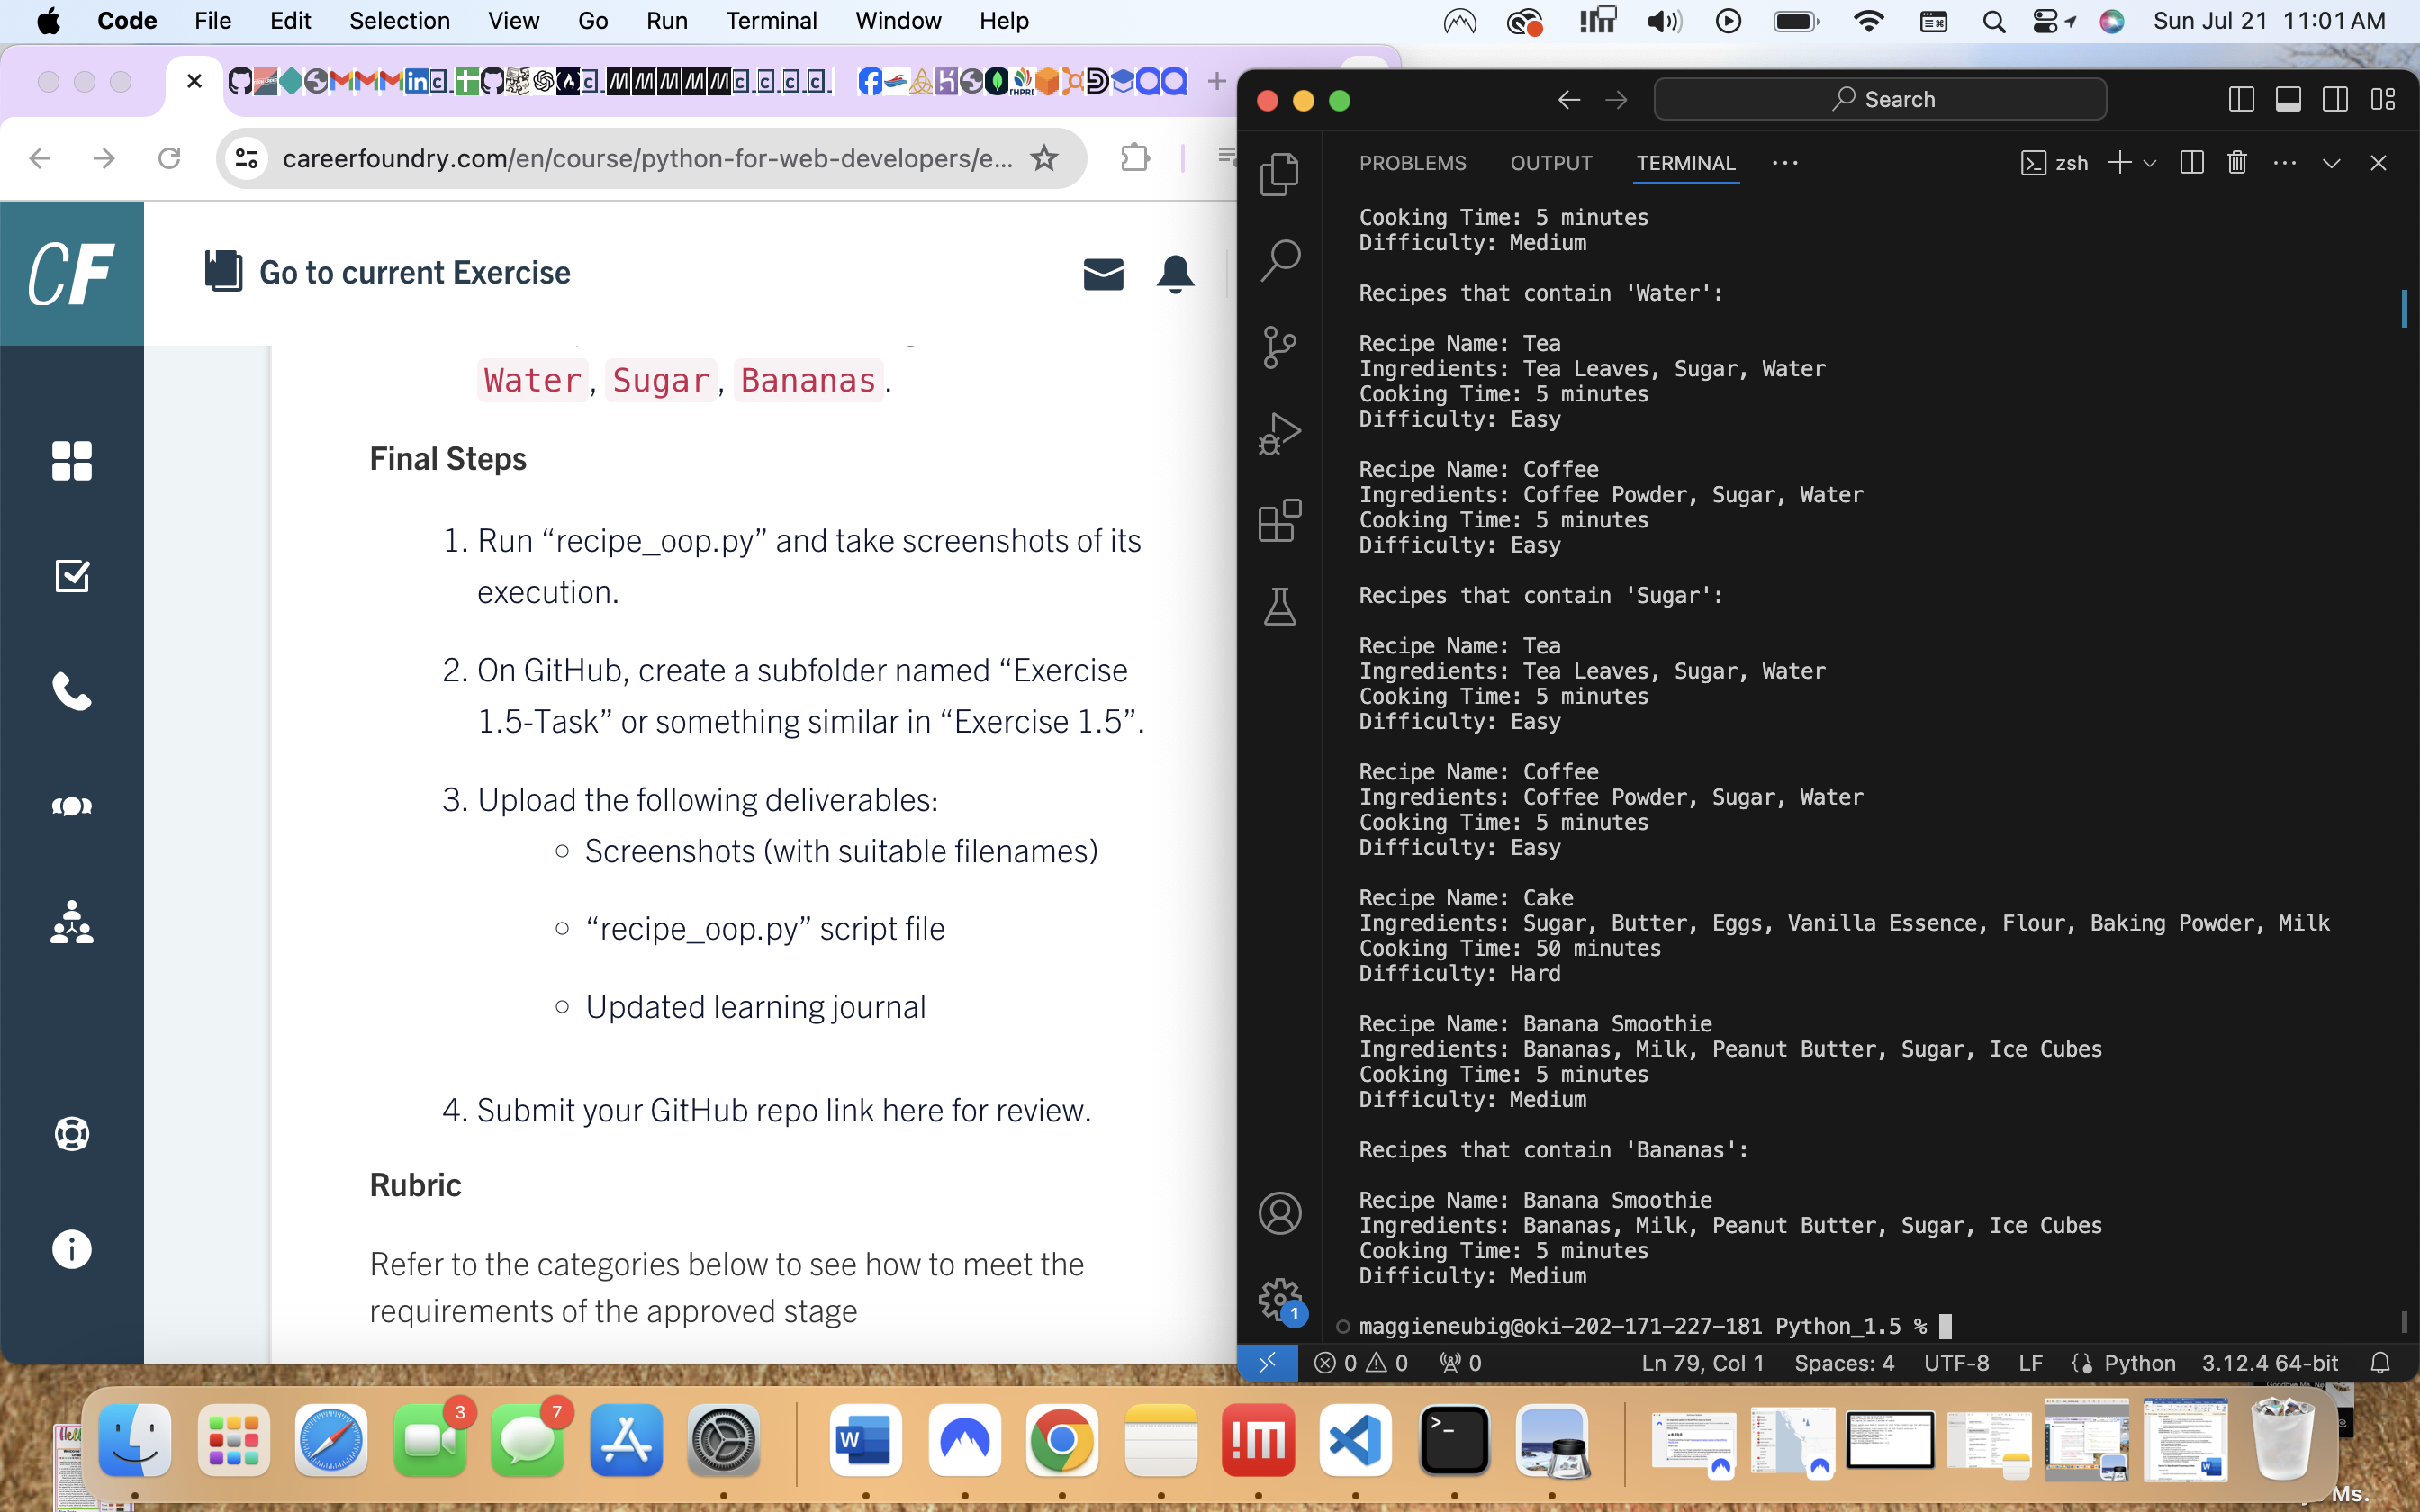 Code File Edit Selection View Go Run Terminal Window Help Sun Jul 21 11:01 AM
careerfoundry.com/en/course/python-for-web-developers/e...
CF
Go to current Exercise
Water, Sugar, Bananas.
Final Steps
1. Run “recipe_oop.py” and take screenshots of its
execution.
2. On GitHub, create a subfolder named “Exercise
1.5-Task” or something similar in “Exercise 1.5”.
3. Upload the following deliverables:
Screenshots (with suitable filenames)
“recipe_oop.py” script file
Updated learning journal
4. Submit your GitHub repo link here for review.
Rubric
Refer to the categories below to see how to meet the
requirements of the approved stage
Search
PROBLEMS OUTPUT TERMINAL ... zsh
Cooking Time: 5 minutes
Difficulty: Medium
Recipes that contain 'Water':
Recipe Name: Tea
Ingredients: Tea Leaves, Sugar, Water
Cooking Time: 5 minutes
Difficulty: Easy
Recipe Name: Coffee
Ingredients: Coffee Powder, Sugar, Water
Cooking Time: 5 minutes
Difficulty: Easy
Recipes that contain 'Sugar':
Recipe Name: Tea
Ingredients: Tea Leaves, Sugar, Water
Cooking Time: 5 minutes
Difficulty: Easy
Recipe Name: Coffee
Ingredients: Coffee Powder, Sugar, Water
Cooking Time: 5 minutes
Difficulty: Easy
Recipe Name: Cake
Ingredients: Sugar, Butter, Eggs, Vanilla Essence, Flour, Baking Powder, Milk
Cooking Time: 50 minutes
Difficulty: Hard
Recipe Name: Banana Smoothie
Ingredients: Bananas, Milk, Peanut Butter, Sugar, Ice Cubes
Cooking Time: 5 minutes
Difficulty: Medium
Recipes that contain 'Bananas':
Recipe Name: Banana Smoothie
Ingredients: Bananas, Milk, Peanut Butter, Sugar, Ice Cubes
Cooking Time: 5 minutes
Difficulty: Medium
maggieneubig@oki-202-171-227-181 Python_1.5 %
1
0 0 0 Ln 79, Col 1 Spaces: 4 UTF-8 LF Python 3.12.4 64-bit
3 7
W
Ms.